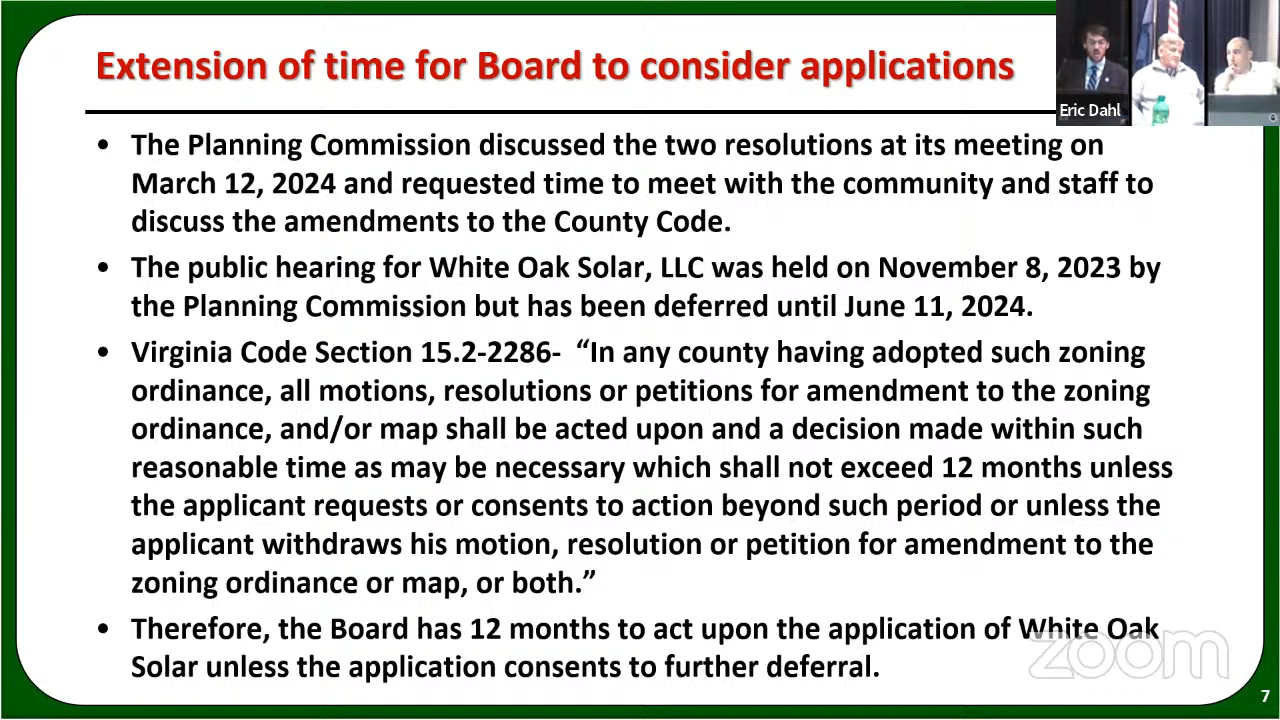 Extension of time for Board to consider applications
Eric Dahl
• The Planning Commission discussed the two resolutions at its meeting on
March 12, 2024 and requested time to meet with the community and staff to
discuss the amendments to the County Code.
• The public hearing for White Oak Solar, LLC was held on November 8, 2023 by
the Planning Commission but has been deferred until June 11, 2024.
• Virginia Code Section 15.2-2286- “In any county having adopted such zoning
ordinance, all motions, resolutions or petitions for amendment to the zoning
ordinance, and/or map shall be acted upon and a decision made within such
reasonable time as may be necessary which shall not exceed 12 months unless
the applicant requests or consents to action beyond such period or unless the
applicant withdraws his motion, resolution or petition for amendment to the
zoning ordinance or map, or both.”
• Therefore, the Board has 12 months to act upon the application of White Oak
Solar unless the application consents to further deferral.
zoom
7